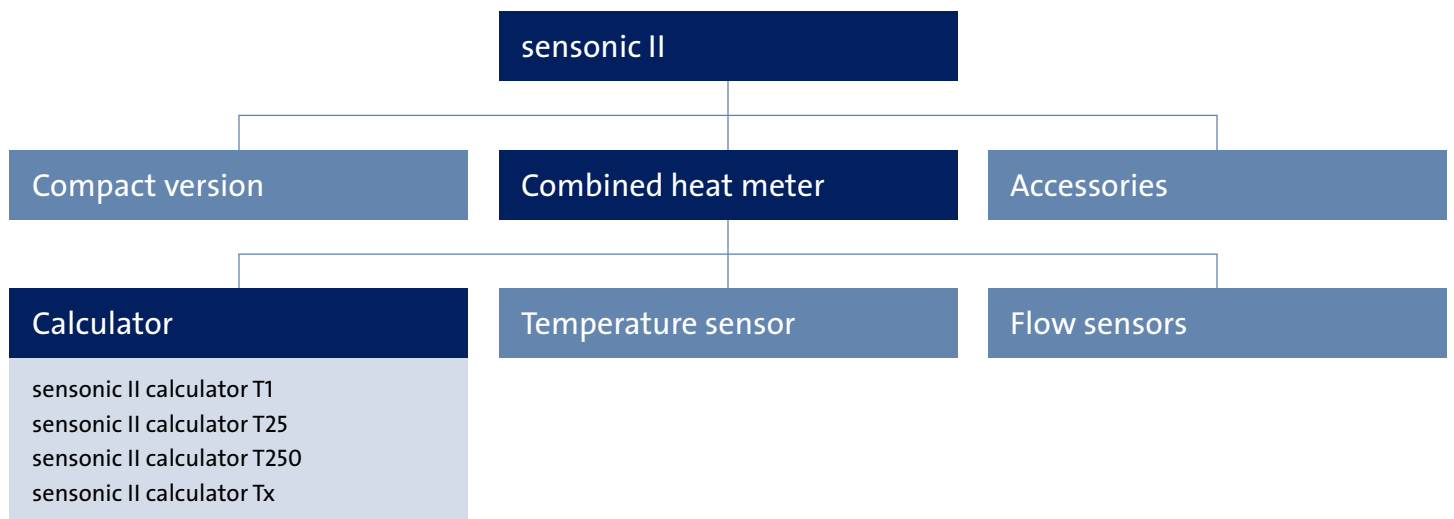 sensonic II
Compact version
Combined heat meter
Accessories
Calculator
Temperature sensor
Flow sensors
sensonic II calculator T1
sensonic II calculator T25
sensonic II calculator T250
sensonic II calculator Tx